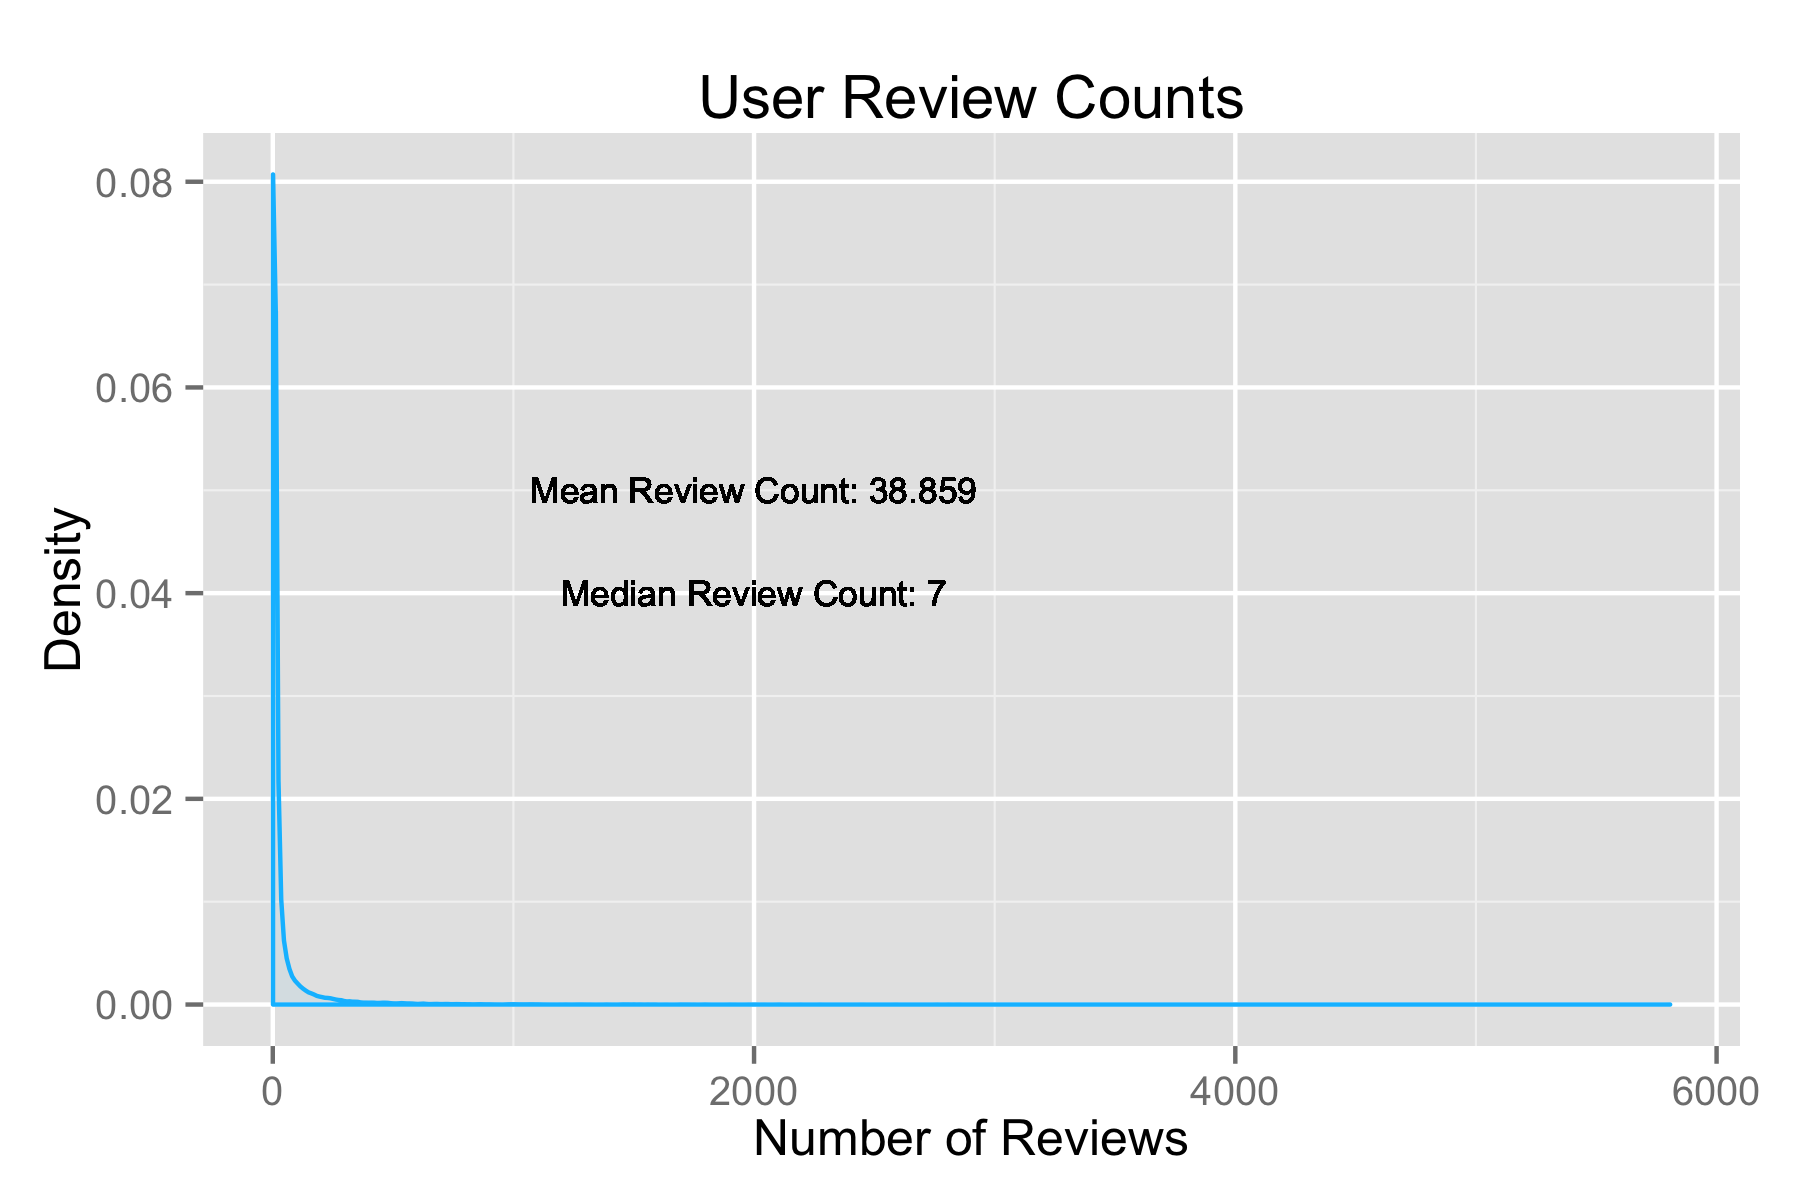 User Review Counts
0.08
0.06
Mean Review Count: 38.859
Density
0.04
Median Review Count: 7
0.02
0.00
0 2000 4000 6000
Number of Reviews